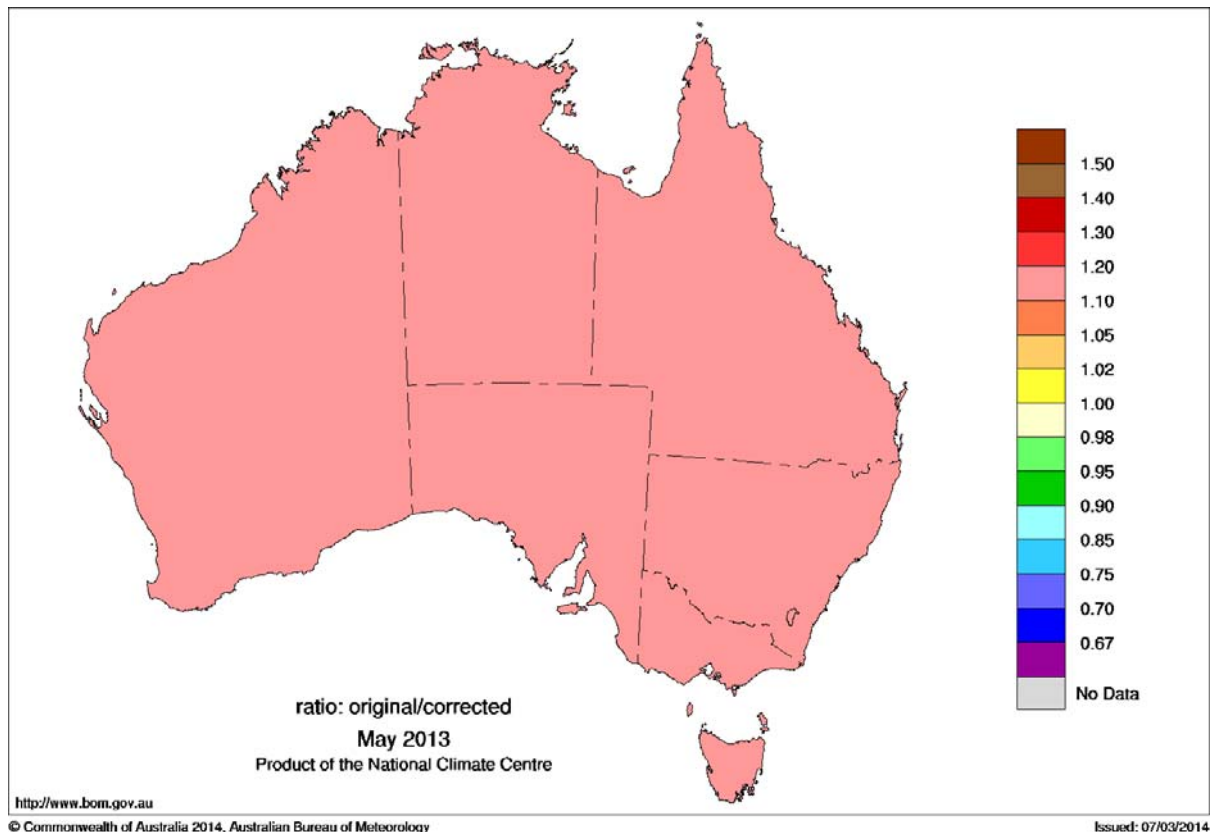 1.50
1.40
1.30
1.20
1.10
1.05
1.02
1.00
0.98
0.95
0.90
0.85
0.75
0.70
0.67
No Data
ratio: original/corrected
May 2013
Product of the National Climate Centre
http://www.bom.gov.au
© Commonwealth of Australia 2014, Australian Bureau of Meteorology
Issued: 07/03/2014